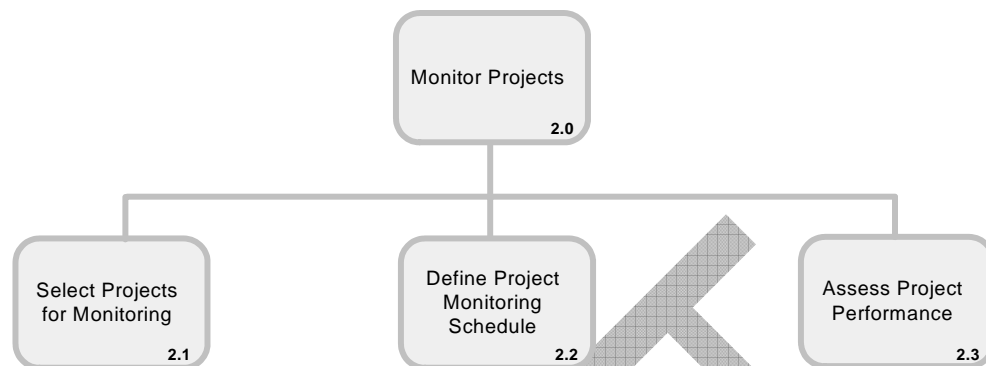 Monitor Projects
2.0
Select Projects
for Monitoring
2.1
Define Project
Monitoring
Schedule
2.2
Assess Project
Performance
2.3